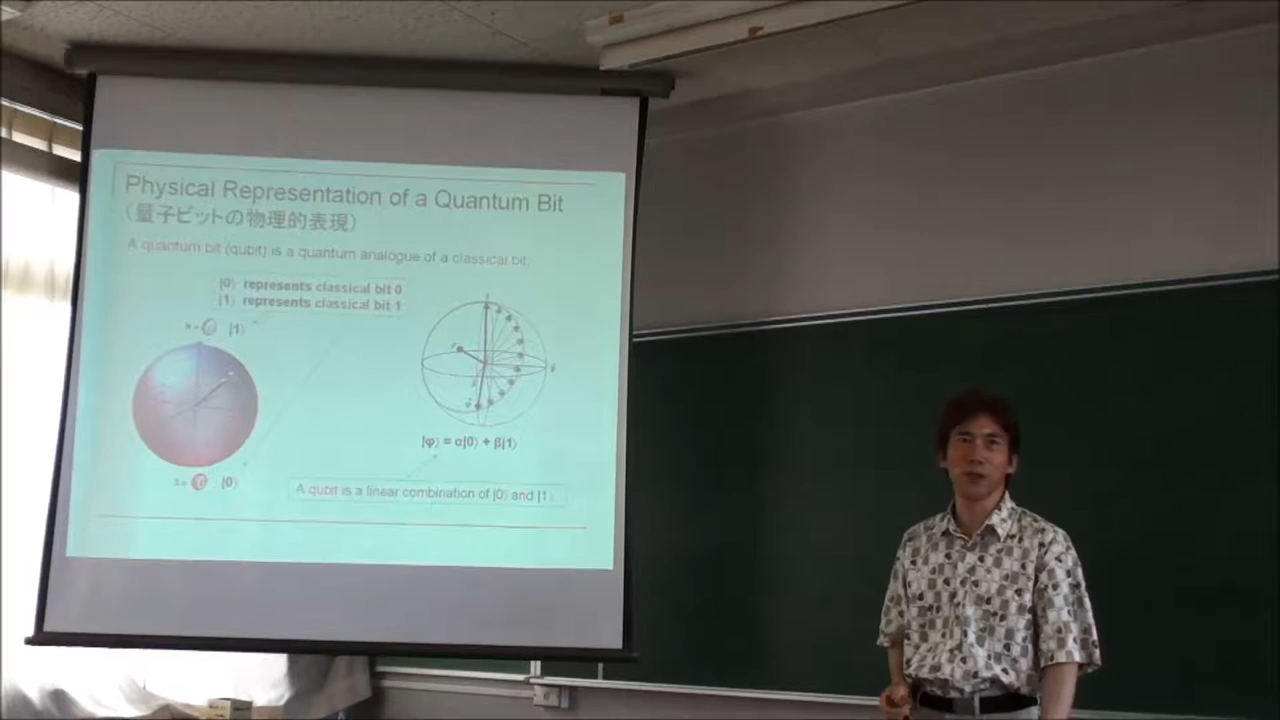 Physical Representation of a Quantum Bit
(量子ビットの物理的表現)
A quantum bit (qubit) is a quantum analogue of a classical bit.
|0⟩ represents classical bit 0
|1⟩ represents classical bit 1
|1⟩
|0⟩
|φ⟩ = α|0⟩ + β|1⟩
A qubit is a linear combination of |0⟩ and |1⟩.